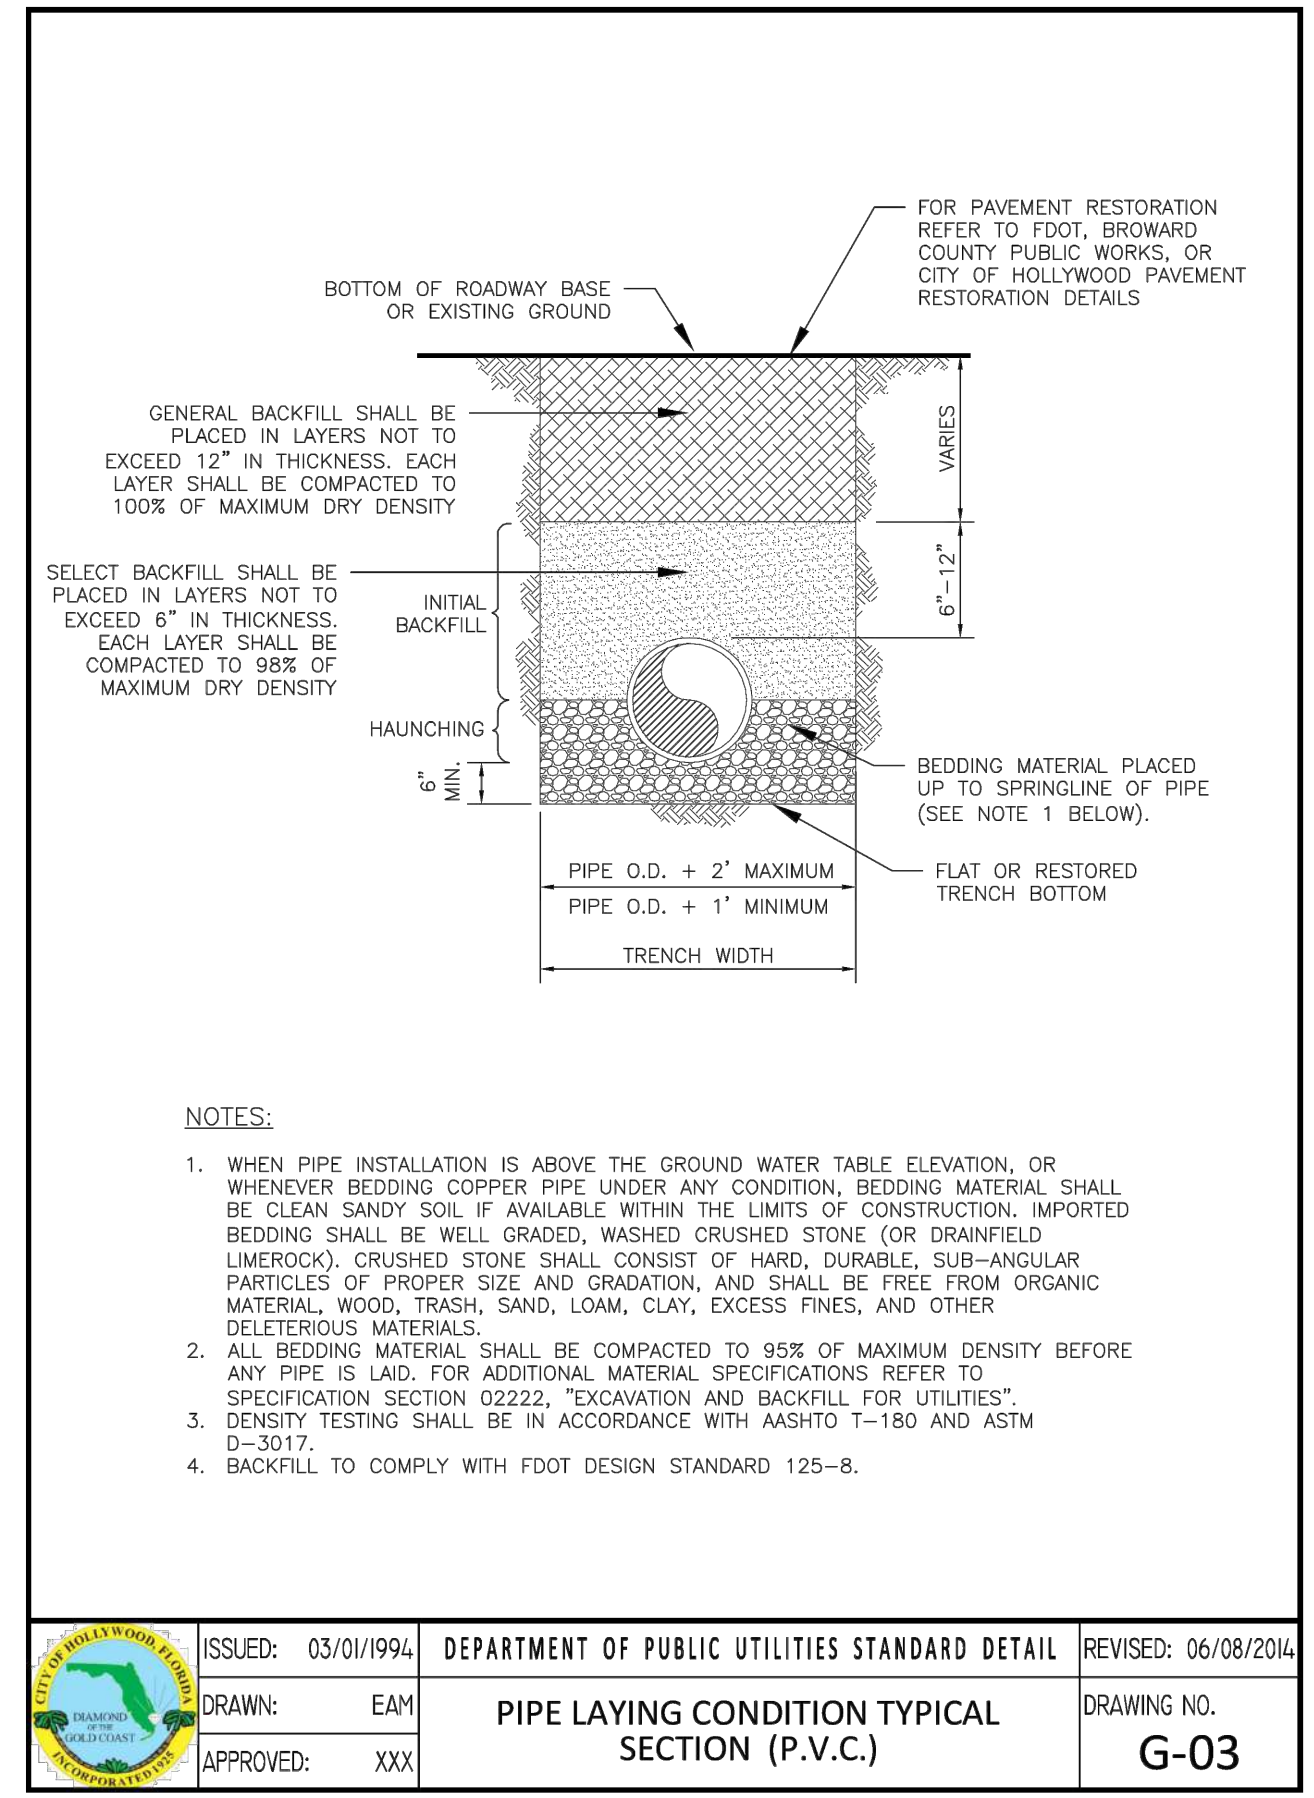 FOR PAVEMENT RESTORATION
REFER TO FDOT, BROWARD
COUNTY PUBLIC WORKS, OR
CITY OF HOLLYWOOD PAVEMENT
RESTORATION DETAILS
BOTTOM OF ROADWAY BASE
OR EXISTING GROUND
GENERAL BACKFILL SHALL BE
PLACED IN LAYERS NOT TO
EXCEED 12" IN THICKNESS. EACH
LAYER SHALL BE COMPACTED TO
100% OF MAXIMUM DRY DENSITY
VARIES
SELECT BACKFILL SHALL BE
PLACED IN LAYERS NOT TO
EXCEED 6" IN THICKNESS.
EACH LAYER SHALL BE
COMPACTED TO 98% OF
MAXIMUM DRY DENSITY
INITIAL
BACKFILL
6"-12"
HAUNCHING
6"
MIN.
BEDDING MATERIAL PLACED
UP TO SPRINGLINE OF PIPE
(SEE NOTE 1 BELOW).
FLAT OR RESTORED
TRENCH BOTTOM
PIPE O.D. + 2' MAXIMUM
PIPE O.D. + 1' MINIMUM
TRENCH WIDTH
NOTES:
1. WHEN PIPE INSTALLATION IS ABOVE THE GROUND WATER TABLE ELEVATION, OR
WHENEVER BEDDING COPPER PIPE UNDER ANY CONDITION, BEDDING MATERIAL SHALL
BE CLEAN SANDY SOIL IF AVAILABLE WITHIN THE LIMITS OF CONSTRUCTION. IMPORTED
BEDDING SHALL BE WELL GRADED, WASHED CRUSHED STONE (OR DRAINFIELD
LIMEROCK). CRUSHED STONE SHALL CONSIST OF HARD, DURABLE, SUB-ANGULAR
PARTICLES OF PROPER SIZE AND GRADATION, AND SHALL BE FREE FROM ORGANIC
MATERIAL, WOOD, TRASH, SAND, LOAM, CLAY, EXCESS FINES, AND OTHER
DELETERIOUS MATERIALS.
2. ALL BEDDING MATERIAL SHALL BE COMPACTED TO 95% OF MAXIMUM DENSITY BEFORE
ANY PIPE IS LAID. FOR ADDITIONAL MATERIAL SPECIFICATIONS REFER TO
SPECIFICATION SECTION 02222, "EXCAVATION AND BACKFILL FOR UTILITIES".
3. DENSITY TESTING SHALL BE IN ACCORDANCE WITH AASHTO T-180 AND ASTM
D-3017.
4. BACKFILL TO COMPLY WITH FDOT DESIGN STANDARD 125-8.
CITY OF HOLLYWOOD, FLORIDA
DIAMOND
OF THE
GOLD COAST
INCORPORATED 1925
ISSUED: 03/01/1994
DRAWN: EAM
APPROVED: XXX
DEPARTMENT OF PUBLIC UTILITIES STANDARD DETAIL
PIPE LAYING CONDITION TYPICAL
SECTION (P.V.C.)
REVISED: 06/08/2014
DRAWING NO.
G-03